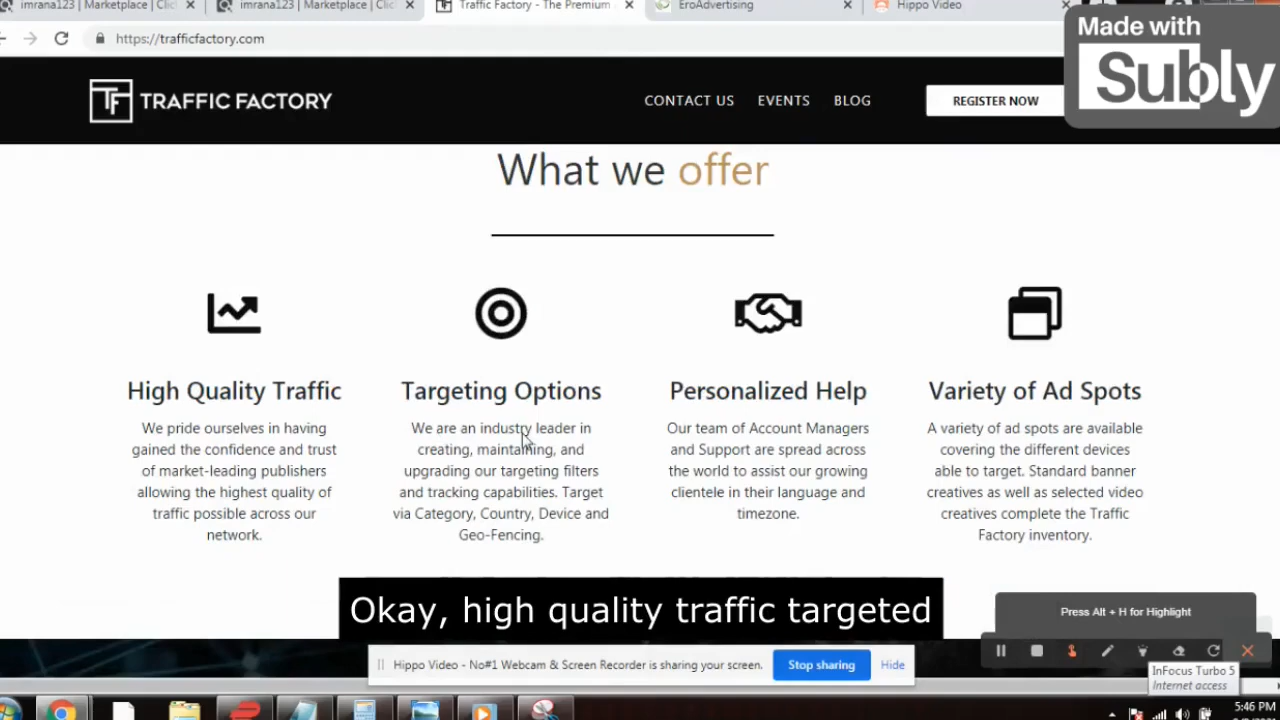 imrana123 | Marketplace | Clic
imrana123 | Marketplace | Clic
Traffic Factory - The Premium
EroAdvertising
Hippo Video
https://trafficfactory.com
Made with
Subly
TF TRAFFIC FACTORY
CONTACT US
EVENTS
BLOG
REGISTER NOW
What we offer
High Quality Traffic
We pride ourselves in having
gained the confidence and trust
of market-leading publishers
allowing the highest quality of
traffic possible across our
network.
Targeting Options
We are an industry leader in
creating, maintaining, and
upgrading our targeting filters
and tracking capabilities. Target
via Category, Country, Device and
Geo-Fencing.
Personalized Help
Our team of Account Managers
and Support are spread across
the world to assist our growing
clientele in their language and
timezone.
Variety of Ad Spots
A variety of ad spots are available
covering the different devices
able to target. Standard banner
creatives as well as selected video
creatives complete the Traffic
Factory inventory.
Okay, high quality traffic targeted
Press Alt + H for Highlight
Hippo Video - No#1 Webcam & Screen Recorder is sharing your screen.
Stop sharing
Hide
InFocus Turbo 5
Internet access
5:46 PM